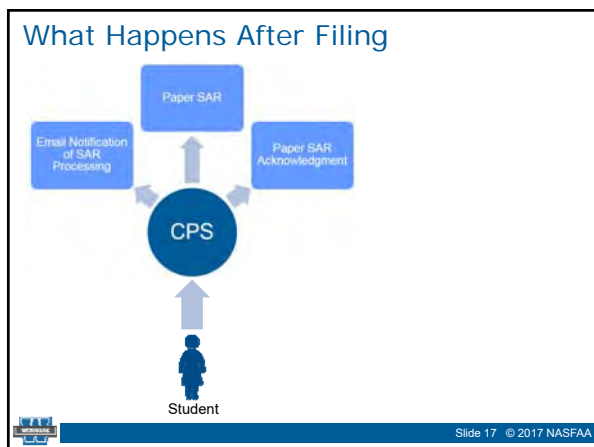 What Happens After Filing
Paper SAR
Email Notification
of SAR
Processing
Paper SAR
Acknowledgment
CPS
Student
WEBINARS
Slide 17 © 2017 NASFAA